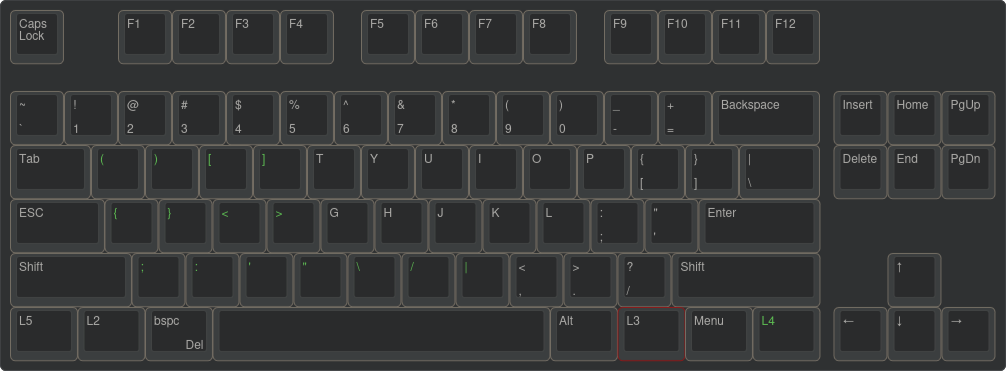 Caps Lock F1 F2 F3 F4 F5 F6 F7 F8 F9 F10 F11 F12
~ ! @ # $ % ^ & * ( ) _ + Backspace Insert Home PgUp
` 1 2 3 4 5 6 7 8 9 0 - =
Tab ( ) [ ] T Y U I O P { } | Delete End PgDn
[ ] \
ESC { } < > G H J K L : " Enter
; '
Shift ; : ' " \ / | < > ? Shift ↑
, . /
L5 L2 bspc Alt L3 Menu L4 ← ↓ →
Del